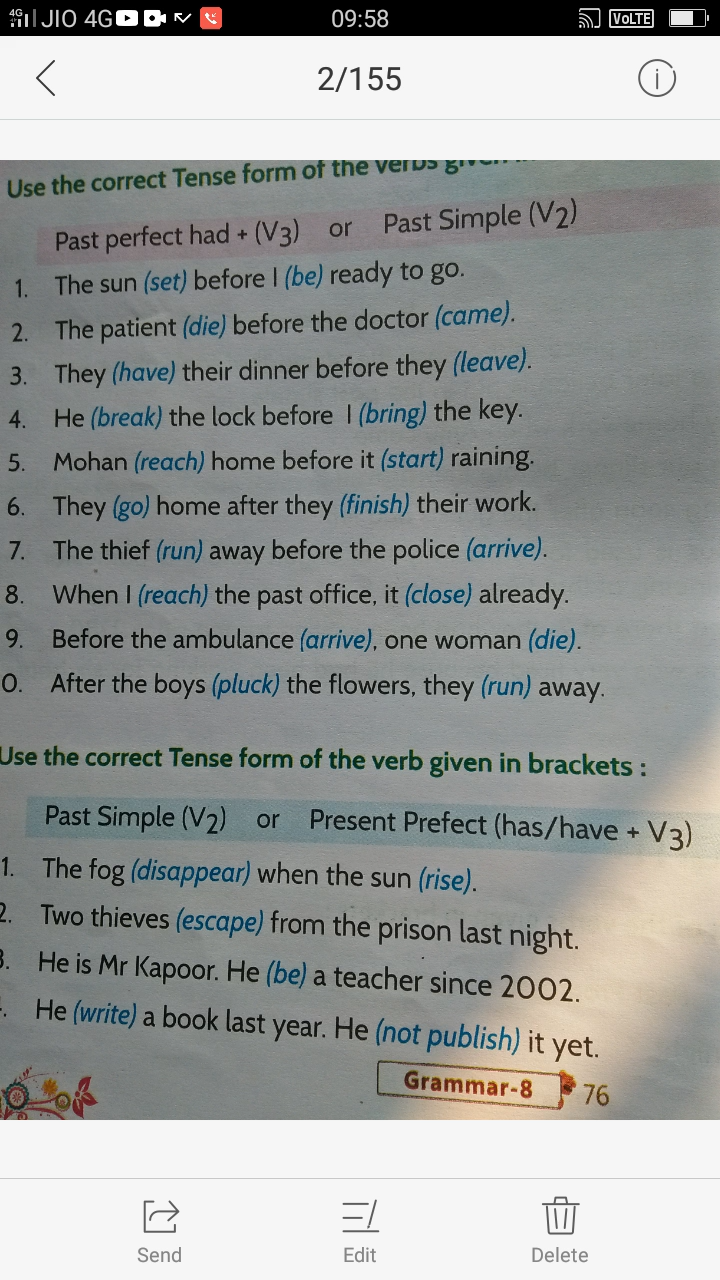 4G JIO 4G 09:58 VoLTE
2/155
Use the correct Tense form of the verbs
Past perfect had + (V3) or Past Simple (V2)
1. The sun (set) before I (be) ready to go.
2. The patient (die) before the doctor (came).
3. They (have) their dinner before they (leave).
4. He (break) the lock before I (bring) the key.
5. Mohan (reach) home before it (start) raining.
6. They (go) home after they (finish) their work.
7. The thief (run) away before the police (arrive).
8. When I (reach) the past office, it (close) already.
9. Before the ambulance (arrive), one woman (die).
0. After the boys (pluck) the flowers, they (run) away.
Use the correct Tense form of the verb given in brackets :
Past Simple (V2) or Present Prefect (has/have + V3)
1. The fog (disappear) when the sun (rise).
2. Two thieves (escape) from the prison last night.
3. He is Mr Kapoor. He (be) a teacher since 2002.
. He (write) a book last year. He (not publish) it yet.
Grammar-8 76
Send Edit Delete